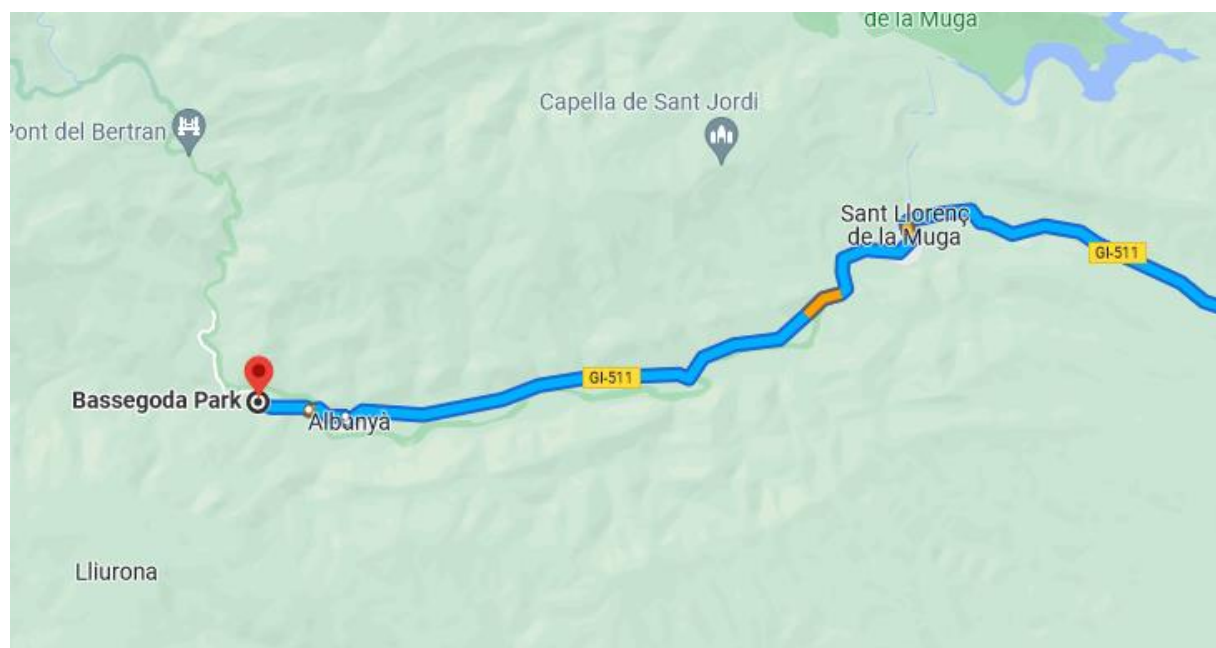 de la Muga
Capella de Sant Jordi
Pont del Bertran
Sant Llorenç
de la Muga
GI-511
GI-511
Bassegoda Park
Albanyà
Lliurona